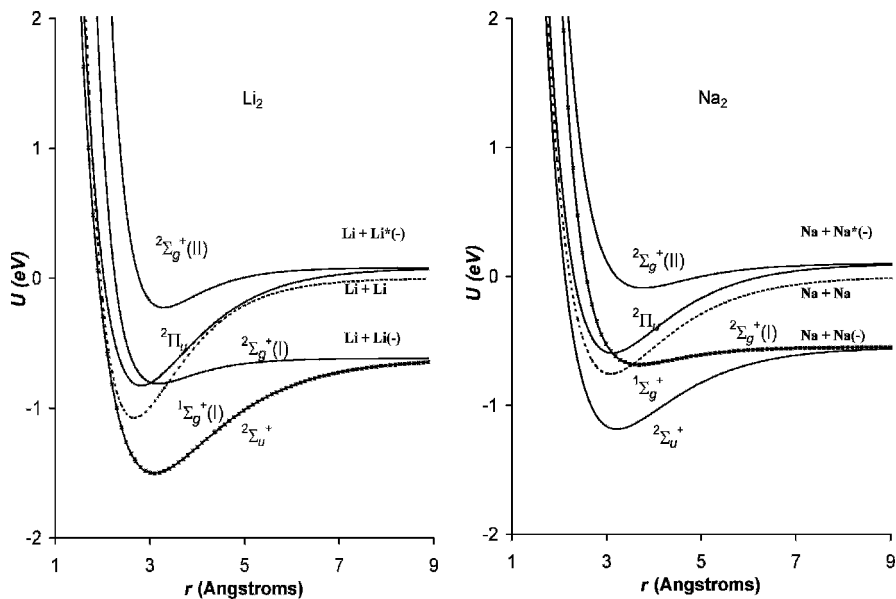 Li₂
U (eV)
2
1
0
-1
-2
²Σg⁺(II)
Li + Li*(-)
Li + Li
²Πu
²Σg⁺(I)
Li + Li(-)
¹Σg⁺(I)
²Σu⁺
1 3 5 7 9
r (Angstroms)
Na₂
U (eV)
2
1
0
-1
-2
²Σg⁺(II)
Na + Na*(-)
Na + Na
²Πu
²Σg⁺(I)
Na + Na(-)
¹Σg⁺
²Σu⁺
1 3 5 7 9
r (Angstroms)